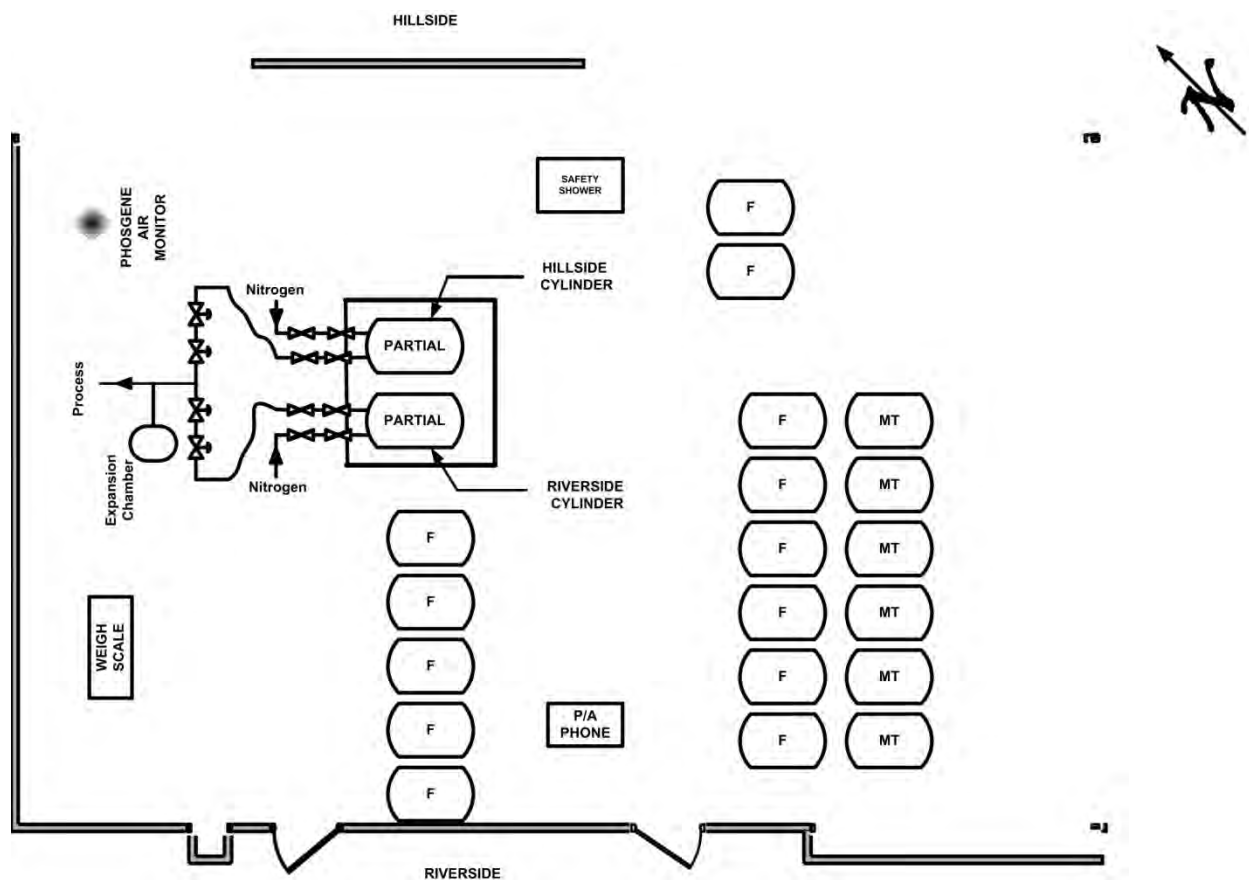 HILLSIDE
N
SAFETY
SHOWER
PHOSGENE
AIR
MONITOR
F
F
HILLSIDE
CYLINDER
Nitrogen
PARTIAL
Process
PARTIAL
Expansion
Chamber
Nitrogen
RIVERSIDE
CYLINDER
F
MT
F
MT
F
MT
F
MT
F
MT
F
MT
F
F
F
F
F
WEIGH
SCALE
P/A
PHONE
RIVERSIDE